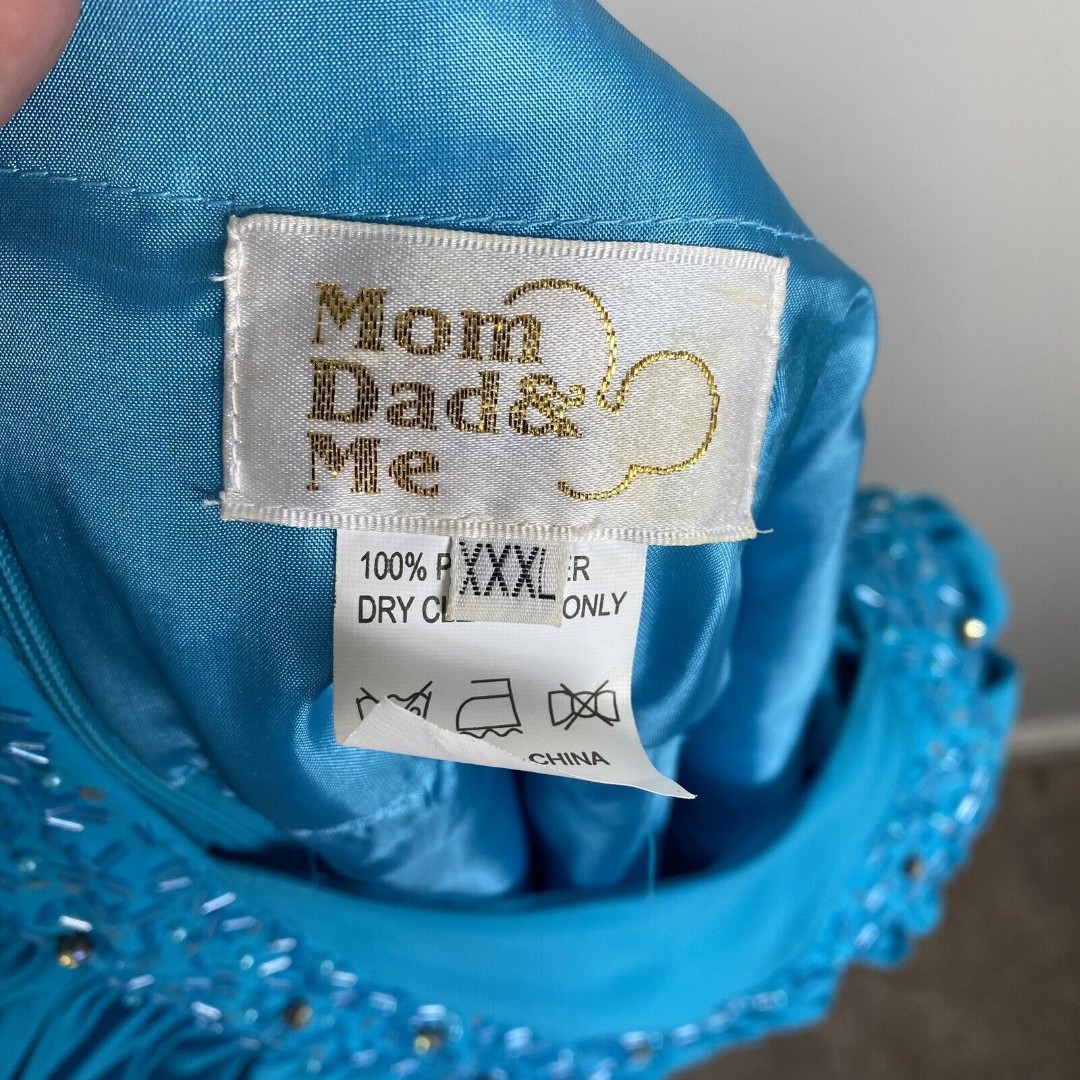 Mom
Dad&
Me
XXXL
100% P ER
DRY CL ONLY
CHINA